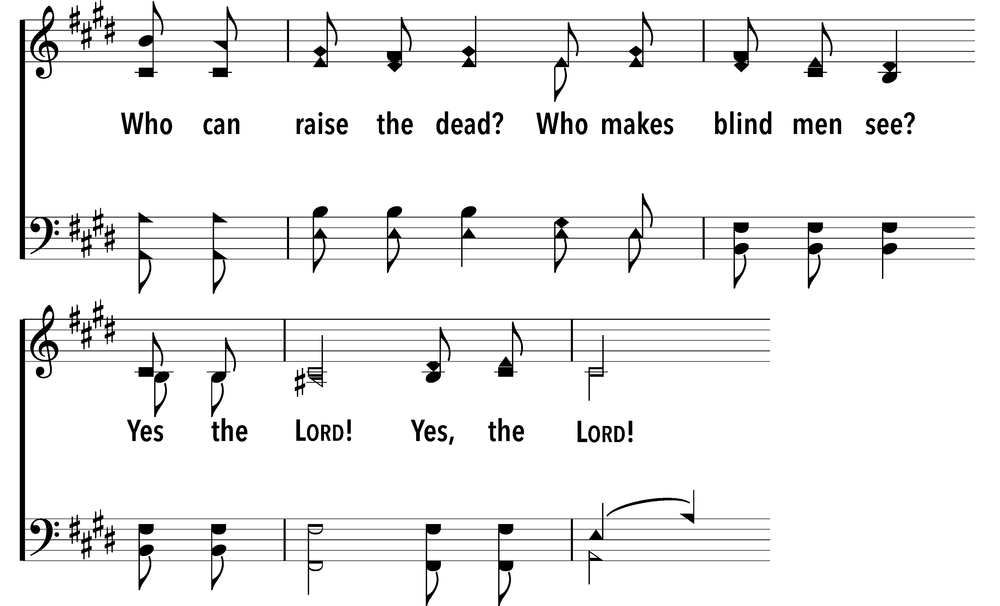 Who can raise the dead? Who makes blind men see?
Yes the LORD! Yes, the LORD!